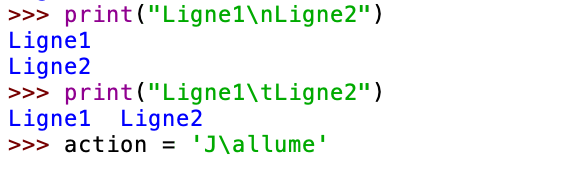 >>> print("Ligne1\nLigne2")
Ligne1
Ligne2
>>> print("Ligne1\tLigne2")
Ligne1  Ligne2
>>> action = 'J\allume'